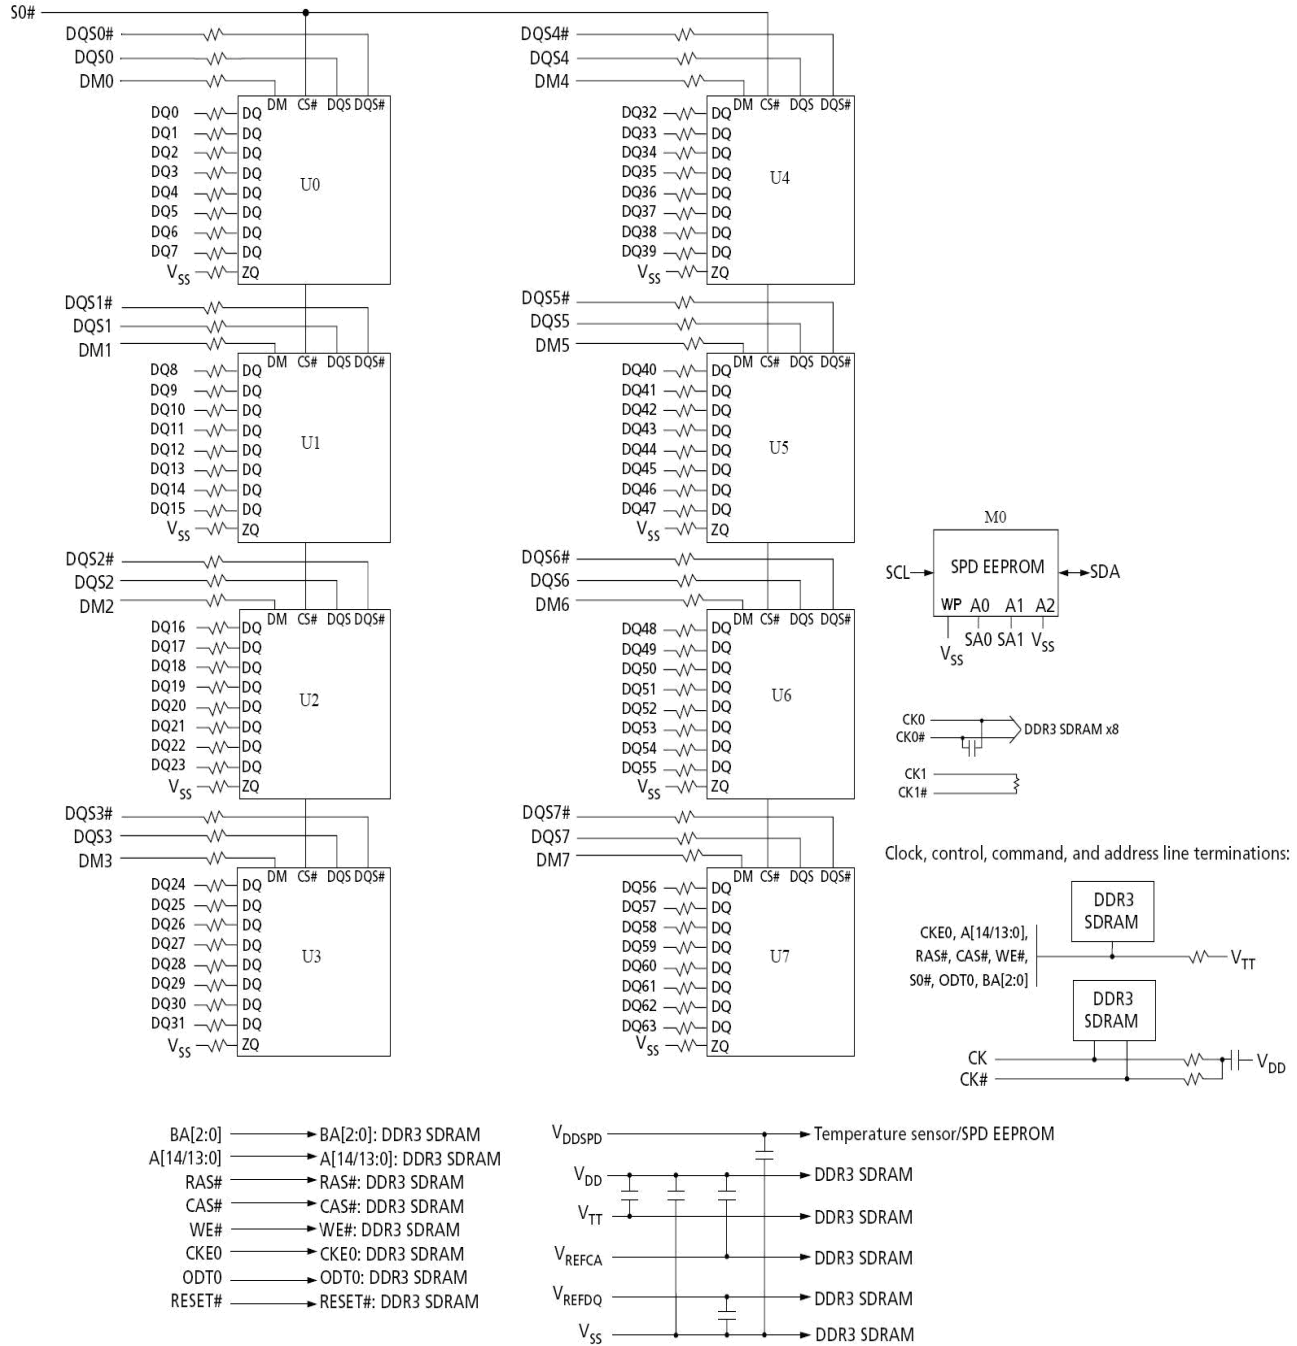 S0#
DQS0#
DQS0
DM0
DM CS# DQS DQS#
DQ0 DQ
DQ1 DQ
DQ2 DQ
DQ3 DQ
DQ4 DQ
DQ5 DQ
DQ6 DQ
DQ7 DQ
VSS ZQ
U0
DQS1#
DQS1
DM1
DM CS# DQS DQS#
DQ8 DQ
DQ9 DQ
DQ10 DQ
DQ11 DQ
DQ12 DQ
DQ13 DQ
DQ14 DQ
DQ15 DQ
VSS ZQ
U1
DQS2#
DQS2
DM2
DM CS# DQS DQS#
DQ16 DQ
DQ17 DQ
DQ18 DQ
DQ19 DQ
DQ20 DQ
DQ21 DQ
DQ22 DQ
DQ23 DQ
VSS ZQ
U2
DQS3#
DQS3
DM3
DM CS# DQS DQS#
DQ24 DQ
DQ25 DQ
DQ26 DQ
DQ27 DQ
DQ28 DQ
DQ29 DQ
DQ30 DQ
DQ31 DQ
VSS ZQ
U3
DQS4#
DQS4
DM4
DM CS# DQS DQS#
DQ32 DQ
DQ33 DQ
DQ34 DQ
DQ35 DQ
DQ36 DQ
DQ37 DQ
DQ38 DQ
DQ39 DQ
VSS ZQ
U4
DQS5#
DQS5
DM5
DM CS# DQS DQS#
DQ40 DQ
DQ41 DQ
DQ42 DQ
DQ43 DQ
DQ44 DQ
DQ45 DQ
DQ46 DQ
DQ47 DQ
VSS ZQ
U5
DQS6#
DQS6
DM6
DM CS# DQS DQS#
DQ48 DQ
DQ49 DQ
DQ50 DQ
DQ51 DQ
DQ52 DQ
DQ53 DQ
DQ54 DQ
DQ55 DQ
VSS ZQ
U6
DQS7#
DQS7
DM7
DM CS# DQS DQS#
DQ56 DQ
DQ57 DQ
DQ58 DQ
DQ59 DQ
DQ60 DQ
DQ61 DQ
DQ62 DQ
DQ63 DQ
VSS ZQ
U7
M0
SCL SPD EEPROM SDA
WP A0 A1 A2
VSS SA0 SA1 VSS
CK0
CK0#
DDR3 SDRAM x8
CK1
CK1#
Clock, control, command, and address line terminations:
DDR3
SDRAM
CKE0, A[14/13:0],
RAS#, CAS#, WE#,
S0#, ODT0, BA[2:0]
VTT
DDR3
SDRAM
CK
CK#
VDD
BA[2:0] BA[2:0]: DDR3 SDRAM
A[14/13:0] A[14/13:0]: DDR3 SDRAM
RAS# RAS#: DDR3 SDRAM
CAS# CAS#: DDR3 SDRAM
WE# WE#: DDR3 SDRAM
CKE0 CKE0: DDR3 SDRAM
ODT0 ODT0: DDR3 SDRAM
RESET# RESET#: DDR3 SDRAM
VDDSPD Temperature sensor/SPD EEPROM
VDD DDR3 SDRAM
VTT DDR3 SDRAM
VREFCA DDR3 SDRAM
VREFDQ DDR3 SDRAM
VSS DDR3 SDRAM